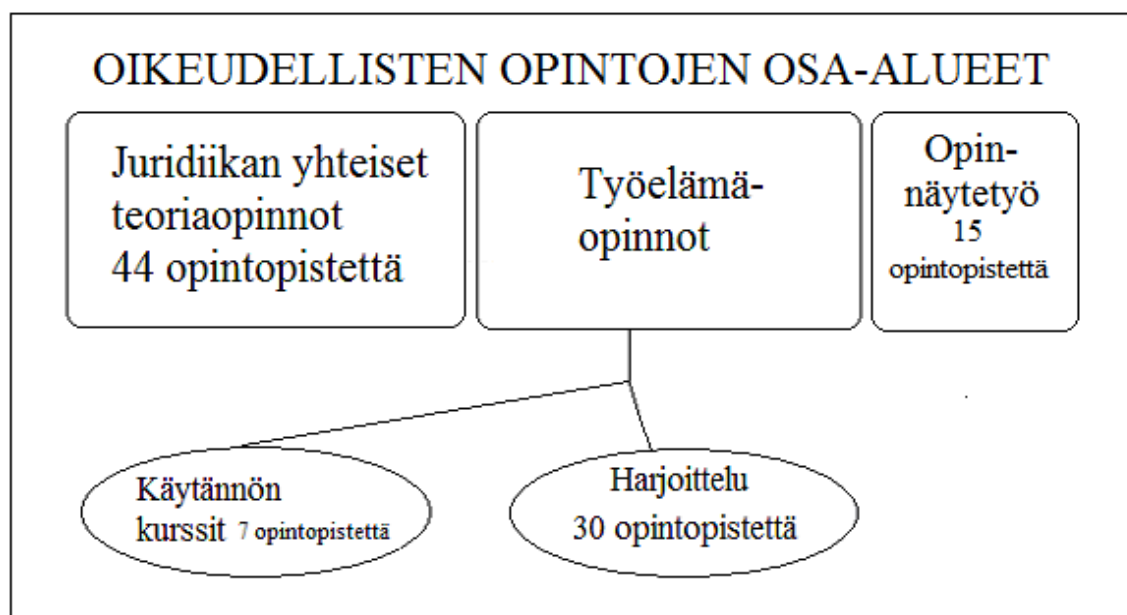 OIKEUDELLISTEN OPINTOJEN OSA-ALUEET
Juridiikan yhteiset
teoriaopinnot
44 opintopistettä
Työelämä-
opinnot
Opin-
näytetyö
15
opintopistettä
Käytännön
kurssit 7 opintopistettä
Harjoittelu
30 opintopistettä